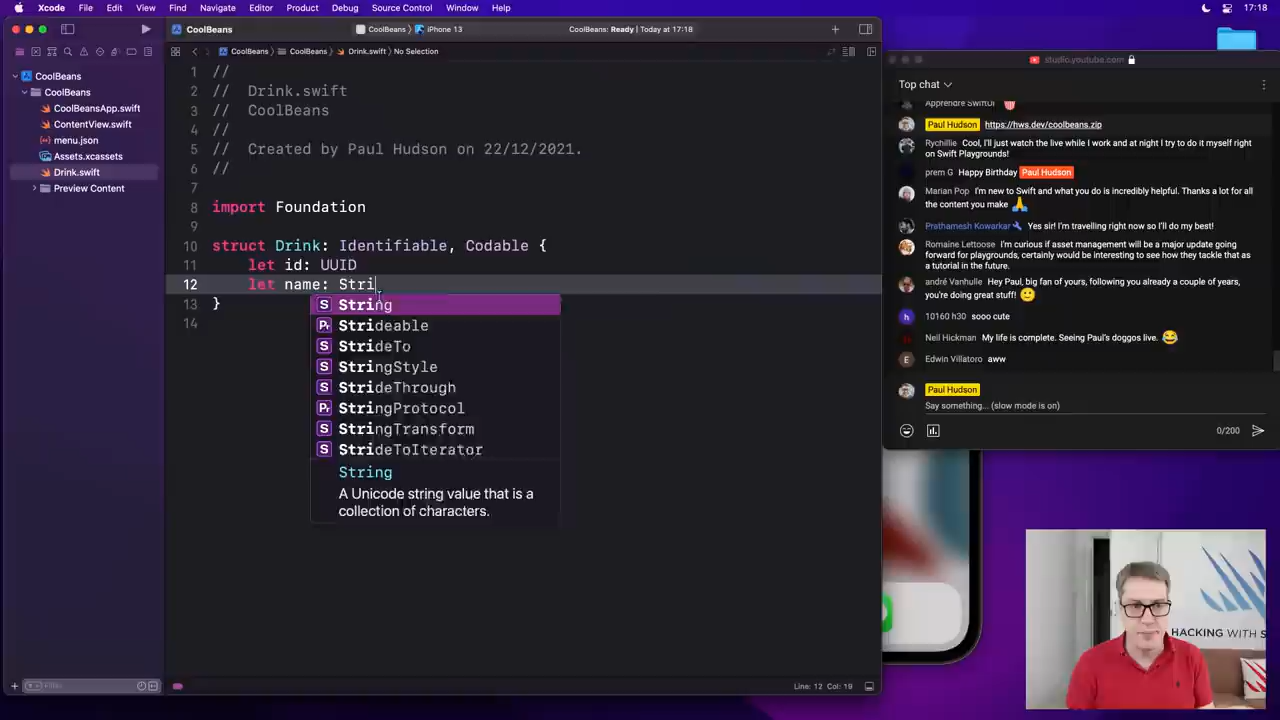 Xcode File Edit View Find Navigate Editor Product Debug Source Control Window Help 17:18
CoolBeans CoolBeans iPhone 13 CoolBeans: Ready | Today at 17:18
CoolBeans CoolBeans Drink.swift No Selection
CoolBeans
CoolBeans
CoolBeansApp.swift
ContentView.swift
menu.json
Assets.xcassets
Drink.swift
Preview Content
Filter
1 //
2 // Drink.swift
3 // CoolBeans
4 //
5 // Created by Paul Hudson on 22/12/2021.
6 //
7
8 import Foundation
9
10 struct Drink: Identifiable, Codable {
11 let id: UUID
12 let name: Stri
13 }
14
S String
Pr Strideable
S StrideTo
S StringStyle
S StrideThrough
Pr StringProtocol
S StringTransform
S StrideToIterator
String
A Unicode string value that is a
collection of characters.
Line: 12 Col: 19
studio.youtube.com
Top chat
Apprendre SwiftUI
Paul Hudson https://hws.dev/coolbeans.zip
Rychillie Cool, I'll just watch the live while I work and at night I try to do it myself right
on Swift Playgrounds!
prem G Happy Birthday Paul Hudson
Marian Pop I'm new to Swift and what you do is incredibly helpful. Thanks a lot for all
the content you make
Prathamesh Kowarkar Yes sir! I'm travelling right now so I'll do my best!
Romaine Lettoose I'm curious if asset management will be a major update going
forward for playgrounds, certainly would be interesting to see how they tackle that as
a tutorial in the future.
andré Vanhulle Hey Paul, big fan of yours, following you already a couple of years,
you're doing great stuff!
h 10160 h30 sooo cute
Neil Hickman My life is complete. Seeing Paul's doggos live.
E Edwin Villatoro aww
Paul Hudson
Say something... (slow mode is on)
0/200
HACKING WITH S